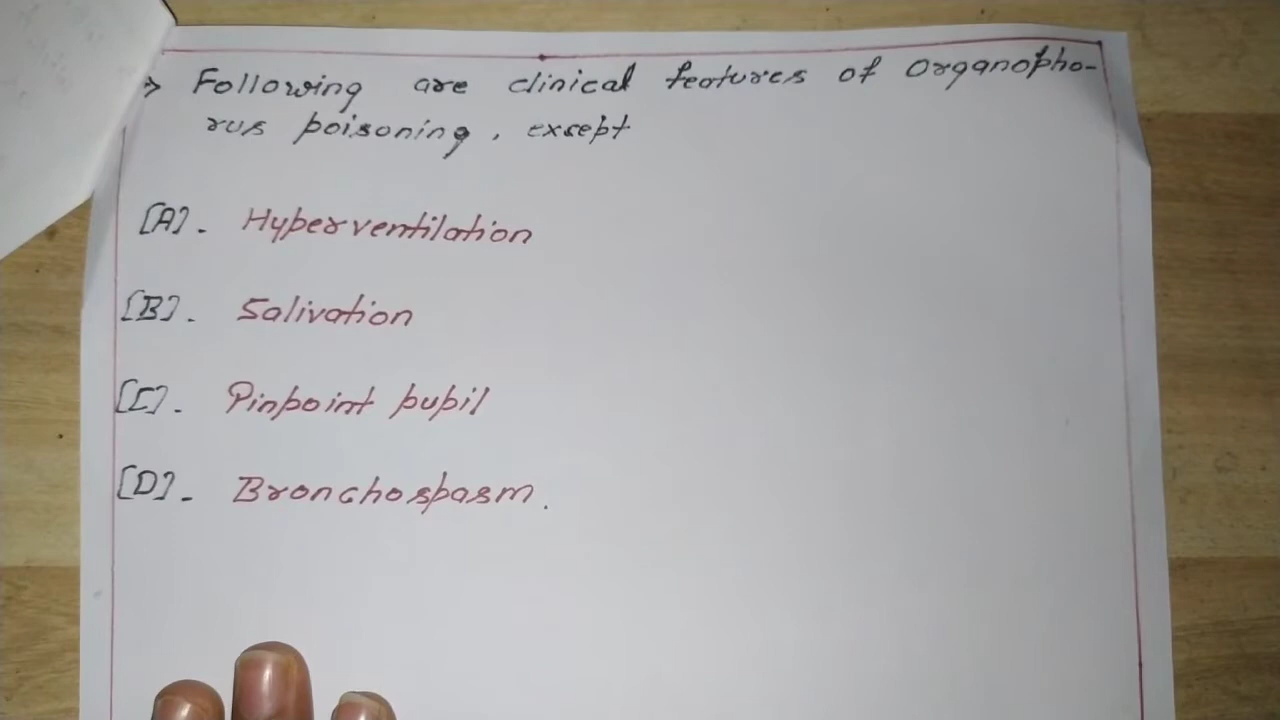 > Following are clinical features of Organopho-
rus poisoning, except
[A]. Hyperventilation
[B]. Salivation
[C]. Pinpoint pupil
[D]. Bronchospasm.